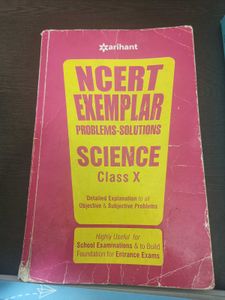 arihant
NCERT
EXEMPLAR
PROBLEMS-SOLUTIONS
SCIENCE
Class X
Detailed Explanation to all
Objective & Subjective Problems
Highly Useful for
School Examinations & to Build
Foundation for Entrance Exams